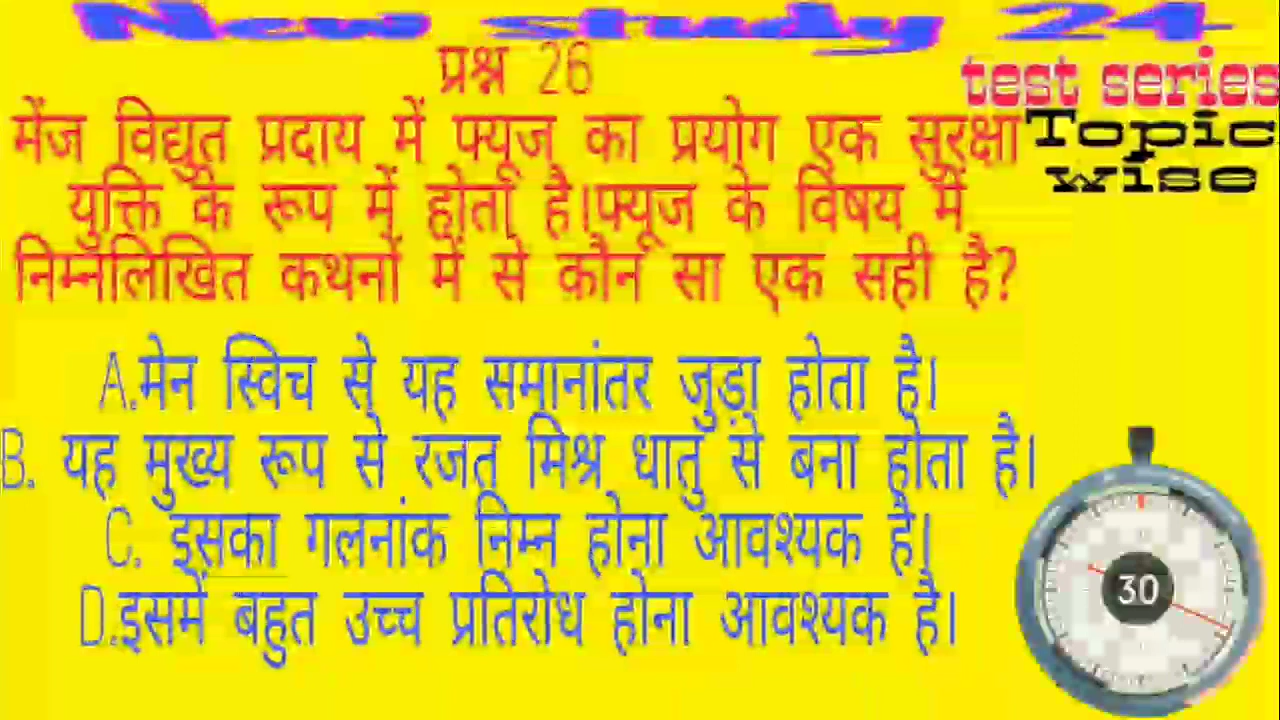 New study 24
test series
Topic
wise
प्रश्न 26
मेंज विद्युत प्रदाय में फ्यूज का प्रयोग एक सुरक्षा
युक्ति के रूप में होता है।फ्यूज के विषय में
निम्नलिखित कथनों में से कौन सा एक सही है?
A.मेन स्विच से यह समानांतर जुड़ा होता है।
B. यह मुख्य रूप से रजत मिश्र धातु से बना होता है।
C. इसका गलनांक निम्न होना आवश्यक है।
D.इसमें बहुत उच्च प्रतिरोध होना आवश्यक है।
30